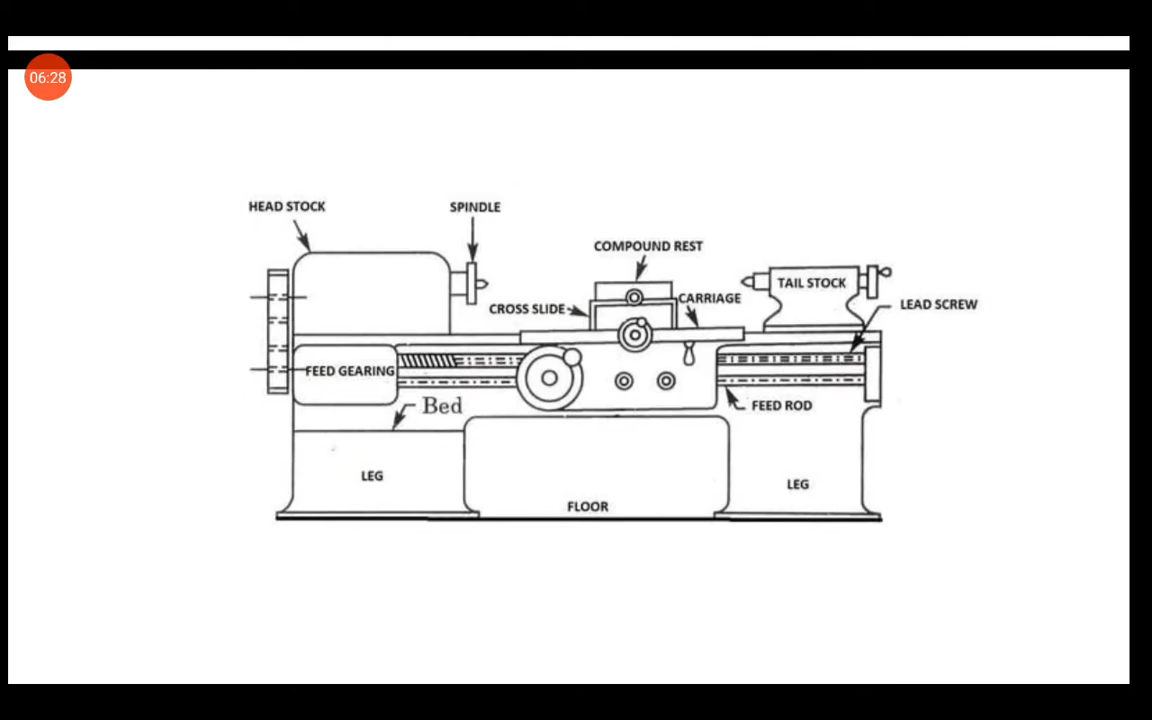 06:28
HEAD STOCK
SPINDLE
COMPOUND REST
TAIL STOCK
CROSS SLIDE
CARRIAGE
LEAD SCREW
FEED GEARING
Bed
FEED ROD
LEG
LEG
FLOOR